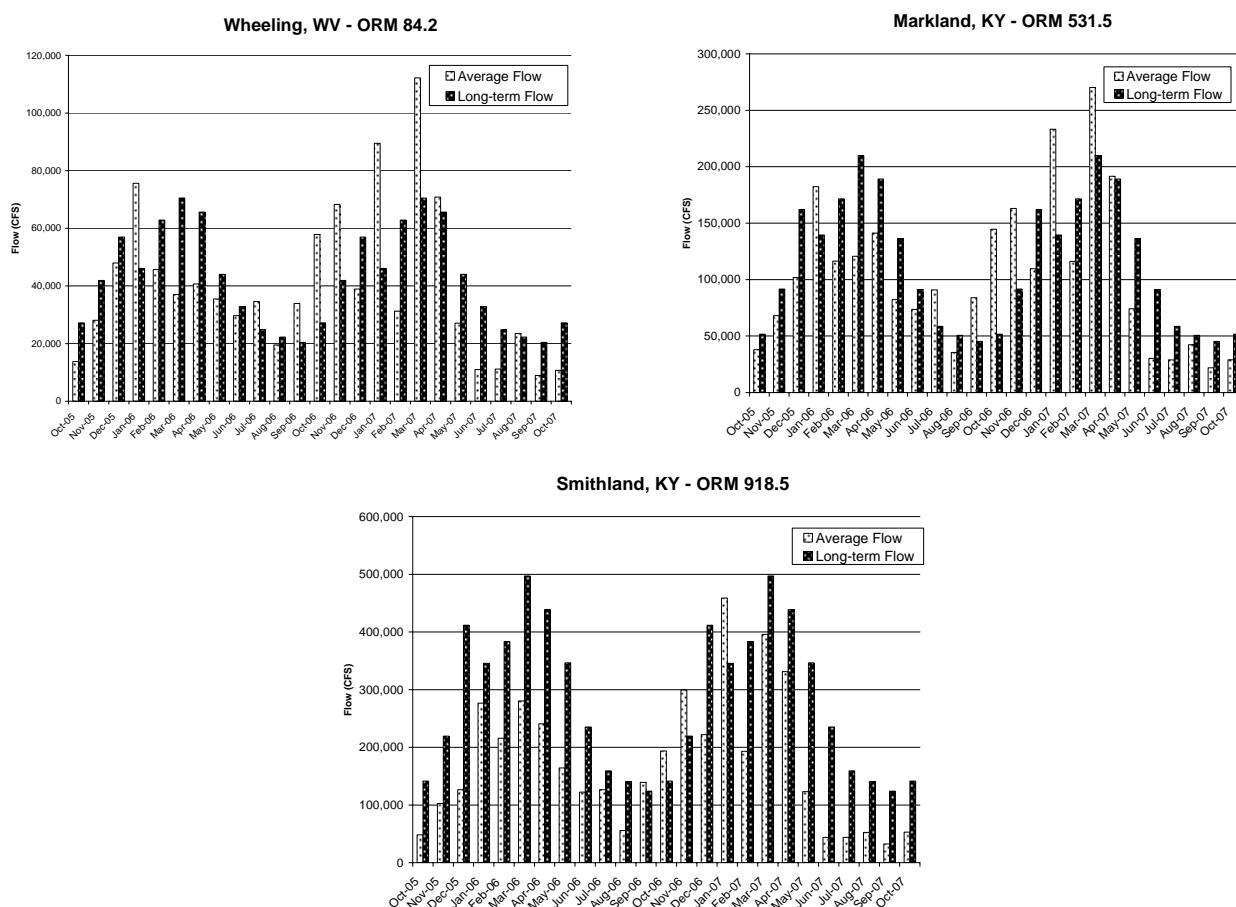 Wheeling, WV - ORM 84.2
120,000
100,000
80,000
60,000
40,000
20,000
0
Flow (CFS)
Average Flow
Long-term Flow
Oct-05
Nov-05
Dec-05
Jan-06
Feb-06
Mar-06
Apr-06
May-06
Jun-06
Jul-06
Aug-06
Sep-06
Oct-06
Nov-06
Dec-06
Jan-07
Feb-07
Mar-07
Apr-07
May-07
Jun-07
Jul-07
Aug-07
Sep-07
Oct-07
Markland, KY - ORM 531.5
300,000
250,000
200,000
150,000
100,000
50,000
0
Flow (CFS)
Average Flow
Long-term Flow
Oct-05
Nov-05
Dec-05
Jan-06
Feb-06
Mar-06
Apr-06
May-06
Jun-06
Jul-06
Aug-06
Sep-06
Oct-06
Nov-06
Dec-06
Jan-07
Feb-07
Mar-07
Apr-07
May-07
Jun-07
Jul-07
Aug-07
Sep-07
Oct-07
Smithland, KY - ORM 918.5
600,000
500,000
400,000
300,000
200,000
100,000
0
Flow (CFS)
Average Flow
Long-term Flow
Oct-05
Nov-05
Dec-05
Jan-06
Feb-06
Mar-06
Apr-06
May-06
Jun-06
Jul-06
Aug-06
Sep-06
Oct-06
Nov-06
Dec-06
Jan-07
Feb-07
Mar-07
Apr-07
May-07
Jun-07
Jul-07
Aug-07
Sep-07
Oct-07